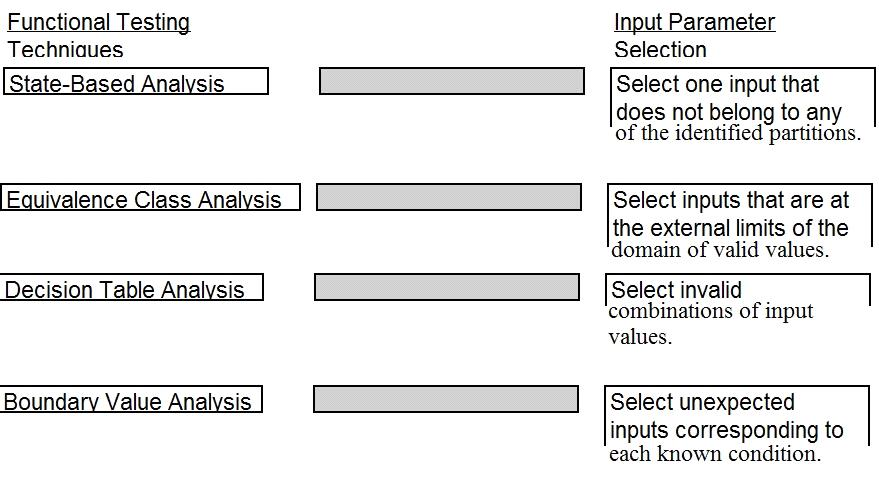 Functional Testing
Techniques
Input Parameter
Selection
State-Based Analysis
Select one input that
does not belong to any
of the identified partitions.
Equivalence Class Analysis
Select inputs that are at
the external limits of the
domain of valid values.
Decision Table Analysis
Select invalid
combinations of input
values.
Boundary Value Analysis
Select unexpected
inputs corresponding to
each known condition.